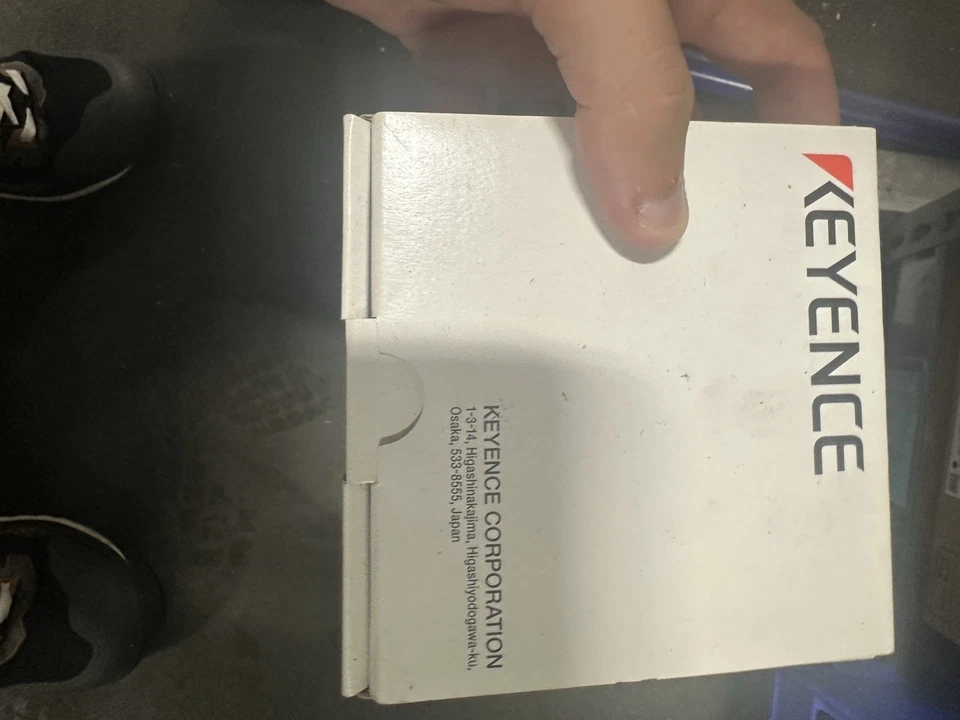 KEYENCE
KEYENCE CORPORATION
1-3-14, Higashinakajima, Higashiyodogawa-ku,
Osaka, 533-8555, Japan